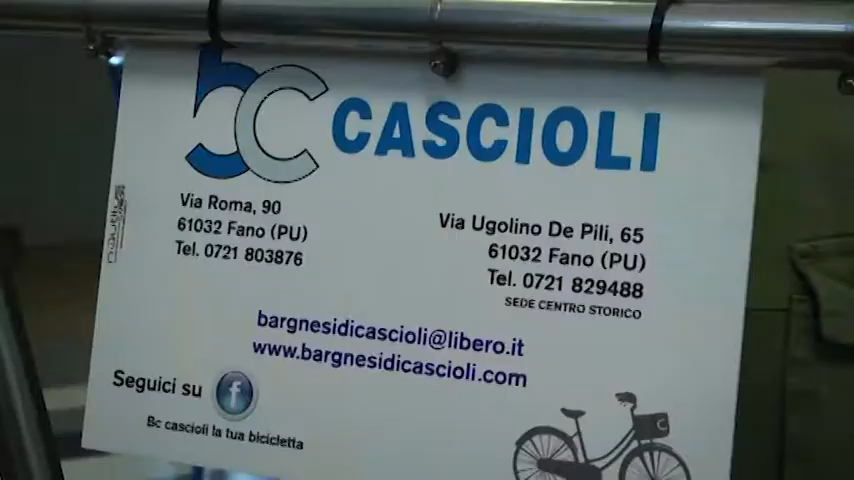 bc CASCIOLI
Via Roma, 90
61032 Fano (PU)
Tel. 0721 803876
Via Ugolino De Pili, 65
61032 Fano (PU)
Tel. 0721 829488
SEDE CENTRO STORICO
bargnesidicascioli@libero.it
www.bargnesidicascioli.com
Seguici su f
Bc cascioli la tua bicicletta
nautilus